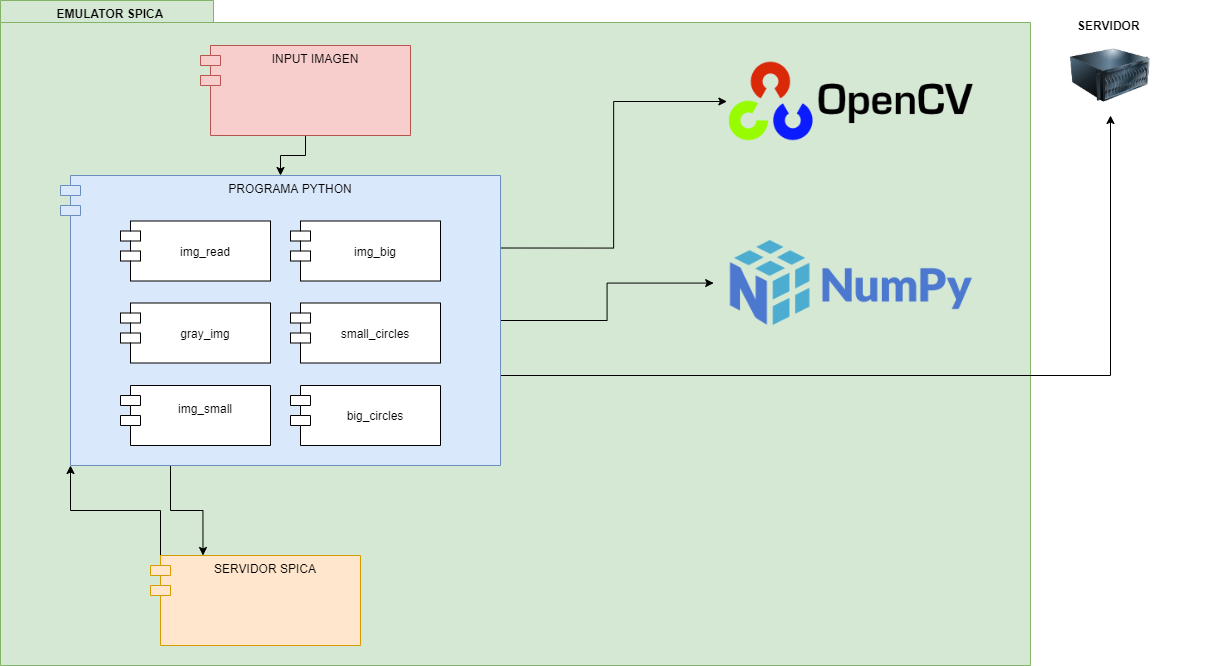 EMULATOR SPICA
SERVIDOR
INPUT IMAGEN
OpenCV
PROGRAMA PYTHON
img_read
img_big
NumPy
gray_img
small_circles
img_small
big_circles
SERVIDOR SPICA